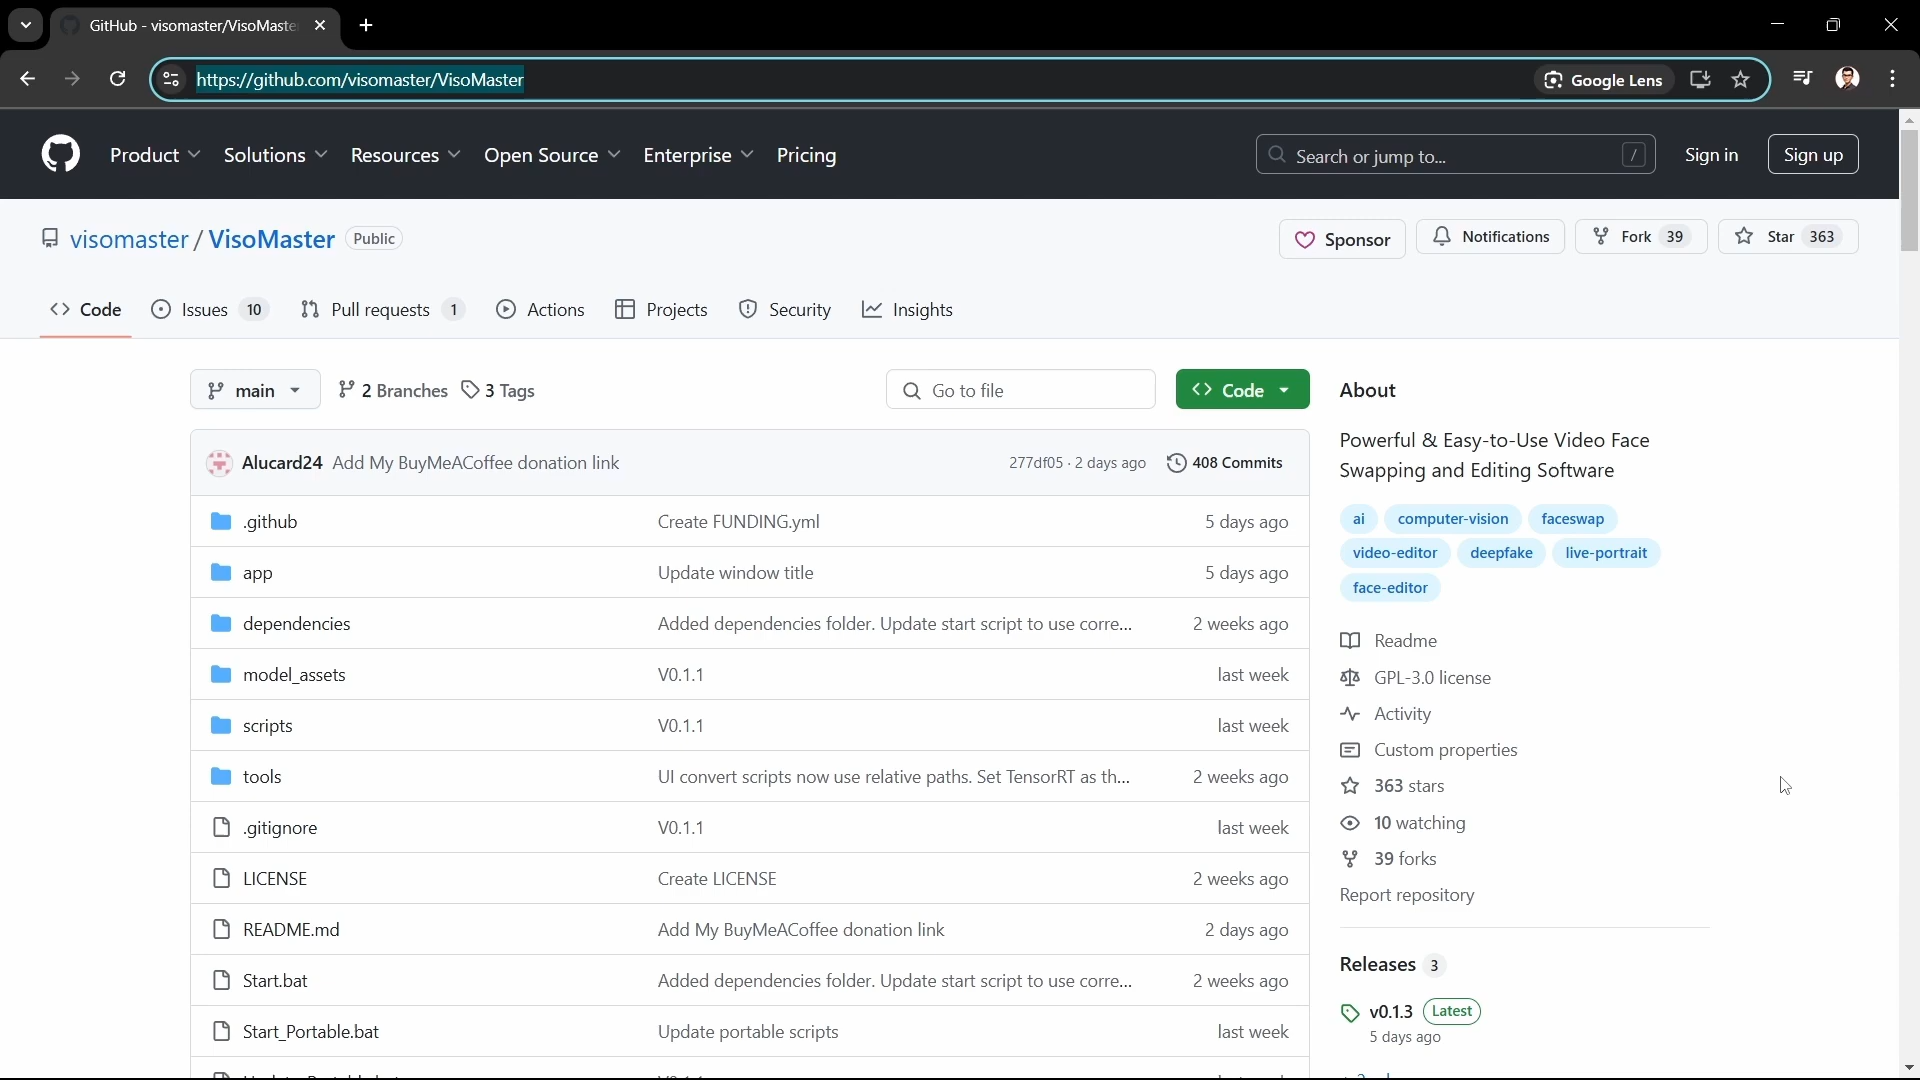 GitHub - visomaster/VisoMaste
https://github.com/visomaster/VisoMaster
Google Lens
Product
Solutions
Resources
Open Source
Enterprise
Pricing
Search or jump to...
/
Sign in
Sign up
visomaster / VisoMaster
Public
Sponsor
Notifications
Fork 39
Star 363
Code
Issues 10
Pull requests 1
Actions
Projects
Security
Insights
main
2 Branches
3 Tags
Go to file
Code
Alucard24 Add My BuyMeACoffee donation link
277df05 · 2 days ago
408 Commits
.github Create FUNDING.yml 5 days ago
app Update window title 5 days ago
dependencies Added dependencies folder. Update start script to use corre... 2 weeks ago
model_assets V0.1.1 last week
scripts V0.1.1 last week
tools UI convert scripts now use relative paths. Set TensorRT as th... 2 weeks ago
.gitignore V0.1.1 last week
LICENSE Create LICENSE 2 weeks ago
README.md Add My BuyMeACoffee donation link 2 days ago
Start.bat Added dependencies folder. Update start script to use corre... 2 weeks ago
Start_Portable.bat Update portable scripts last week
About
Powerful & Easy-to-Use Video Face
Swapping and Editing Software
ai computer-vision faceswap
video-editor deepfake live-portrait
face-editor
Readme
GPL-3.0 license
Activity
Custom properties
363 stars
10 watching
39 forks
Report repository
Releases 3
v0.1.3 Latest
5 days ago